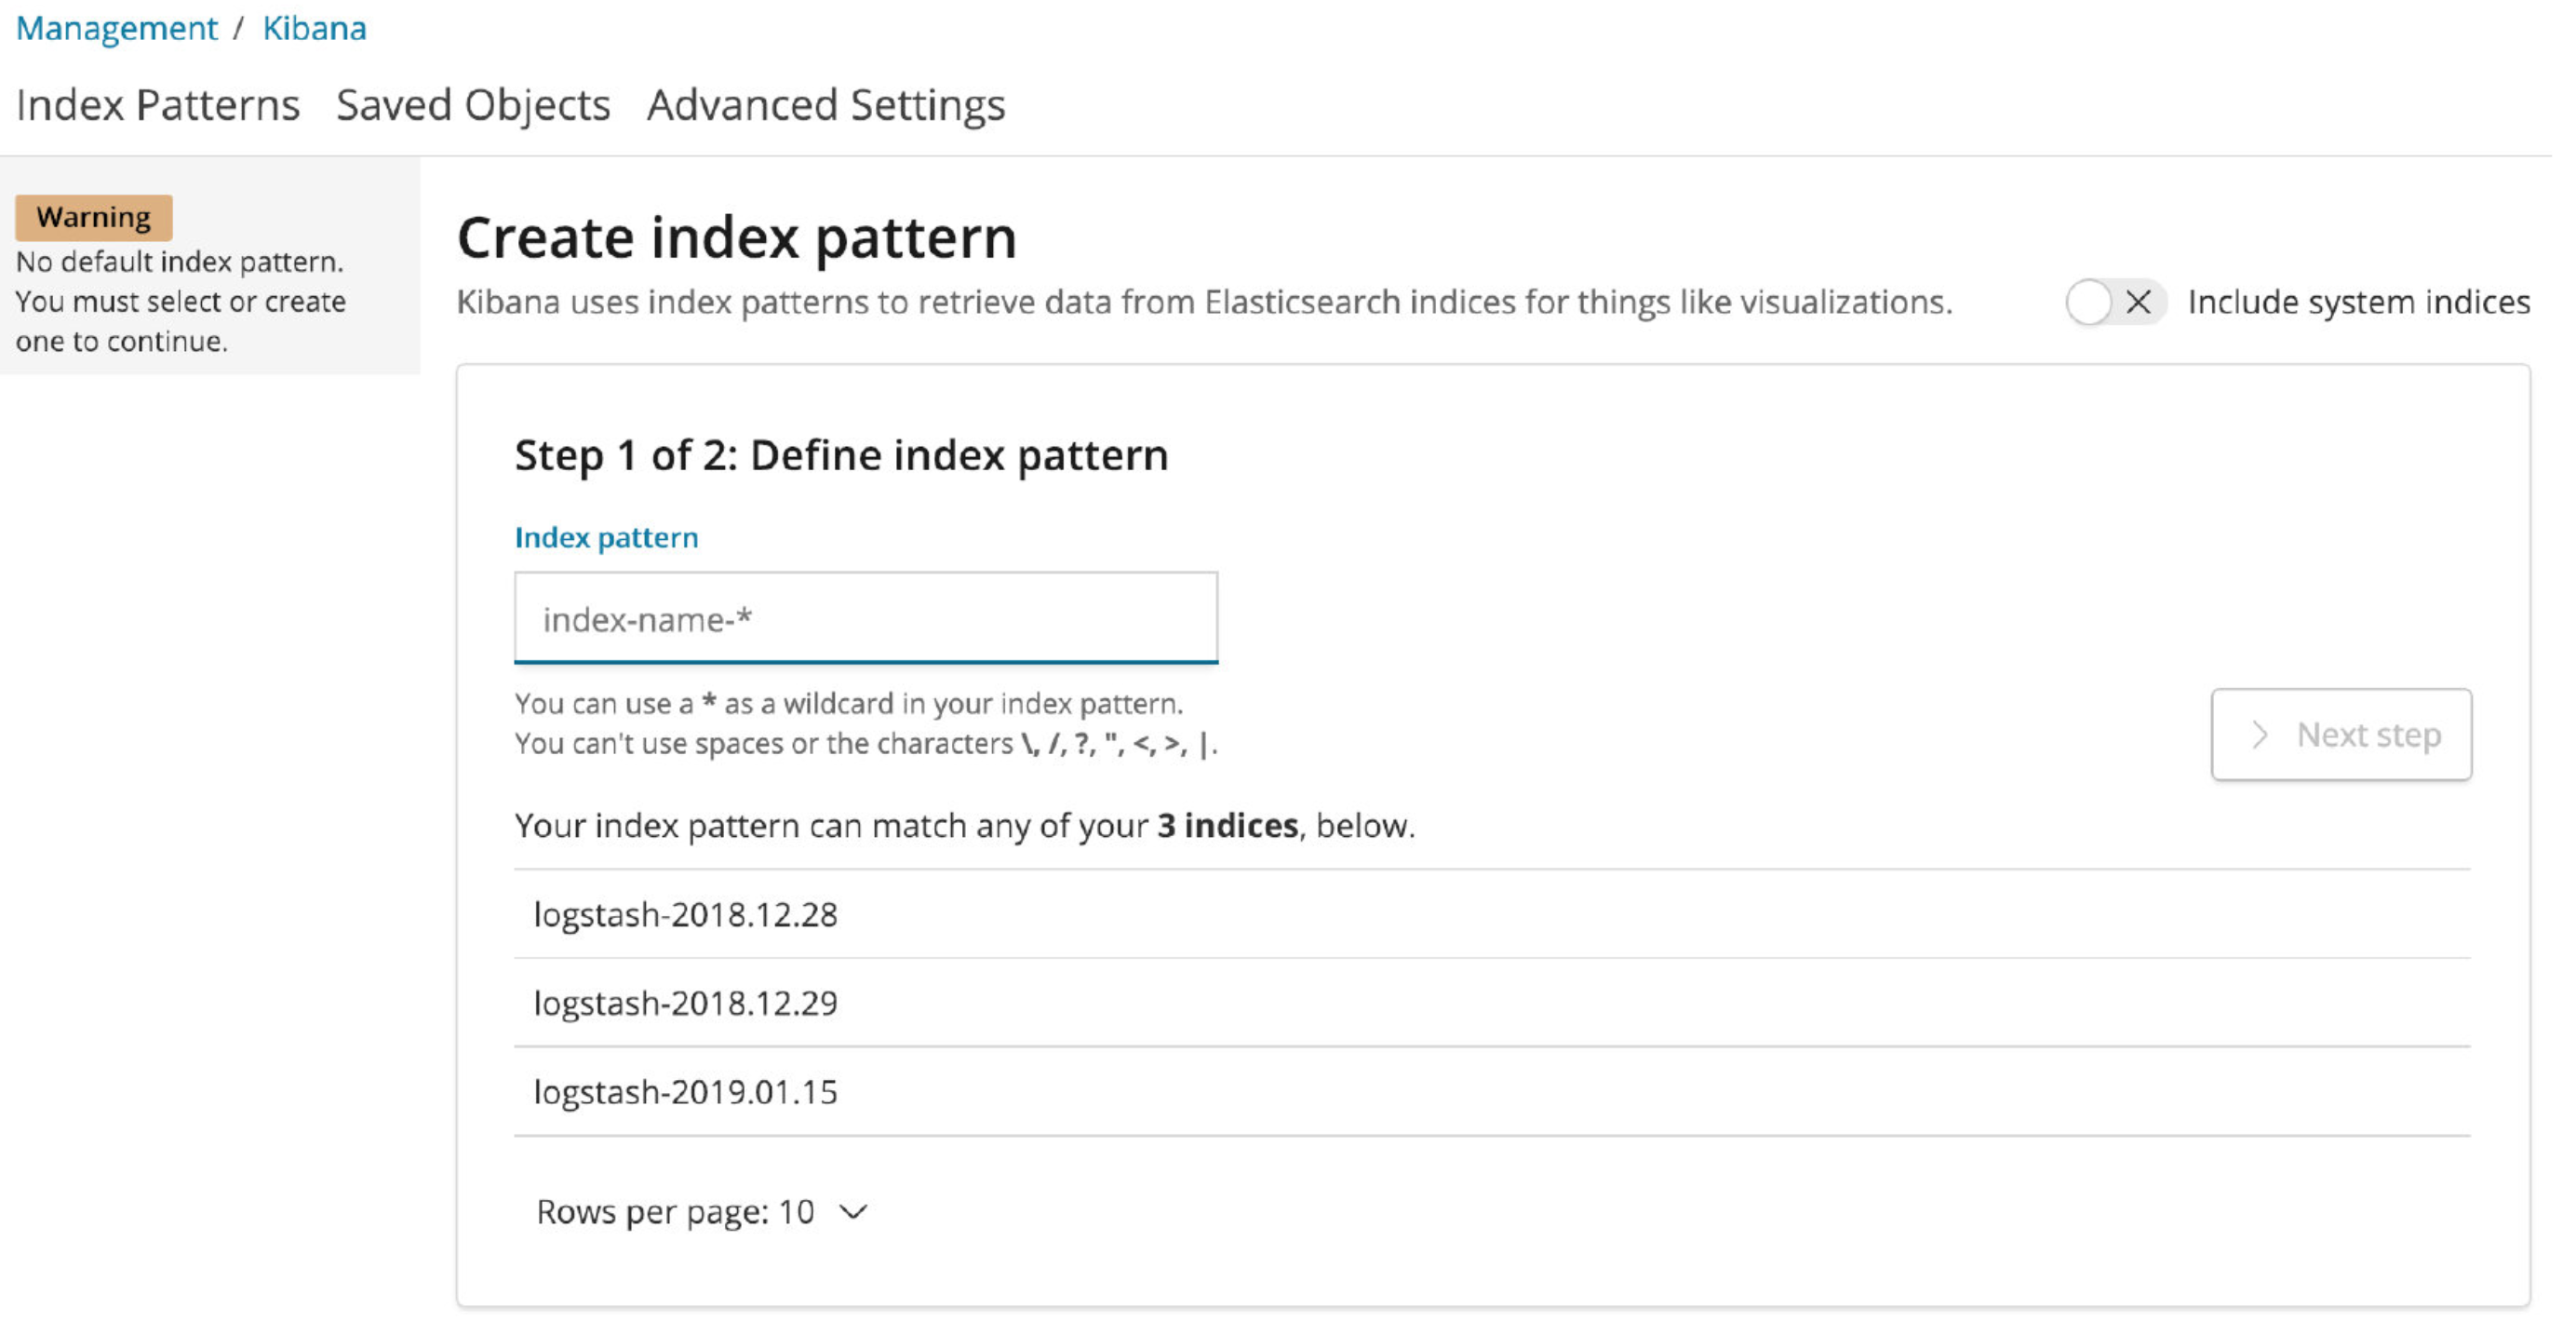 Management / Kibana
Index Patterns Saved Objects Advanced Settings
Warning
No default index pattern.
You must select or create
one to continue.
Create index pattern
Kibana uses index patterns to retrieve data from Elasticsearch indices for things like visualizations.
Include system indices
Step 1 of 2: Define index pattern
Index pattern
index-name-*
You can use a * as a wildcard in your index pattern.
You can't use spaces or the characters \, /, ?, ", <, >, |.
Next step
Your index pattern can match any of your 3 indices, below.
logstash-2018.12.28
logstash-2018.12.29
logstash-2019.01.15
Rows per page: 10